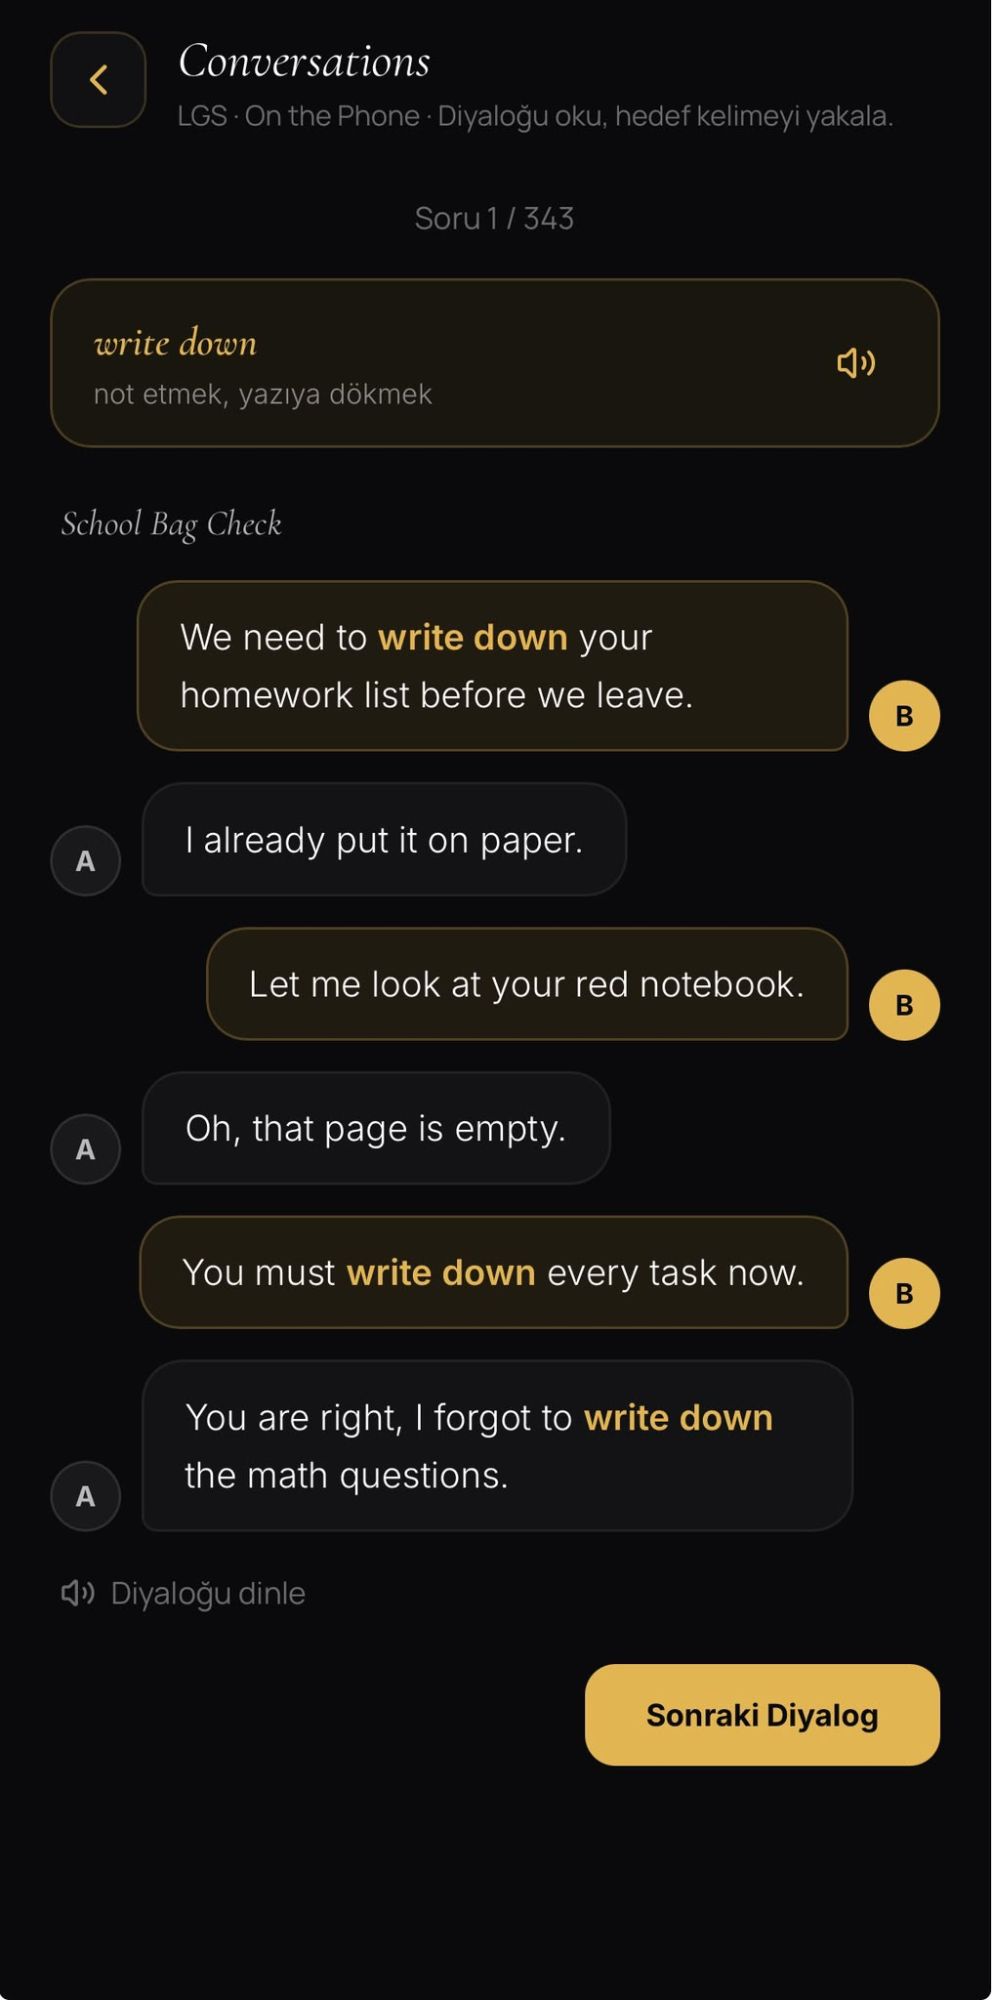 Conversations
LGS · On the Phone · Diyaloğu oku, hedef kelimeyi yakala.
Soru 1 / 343
write down
not etmek, yazıya dökmek
School Bag Check
We need to write down your
homework list before we leave.
B
I already put it on paper.
A
Let me look at your red notebook.
B
Oh, that page is empty.
A
You must write down every task now.
B
You are right, I forgot to write down
the math questions.
A
Diyaloğu dinle
Sonraki Diyalog